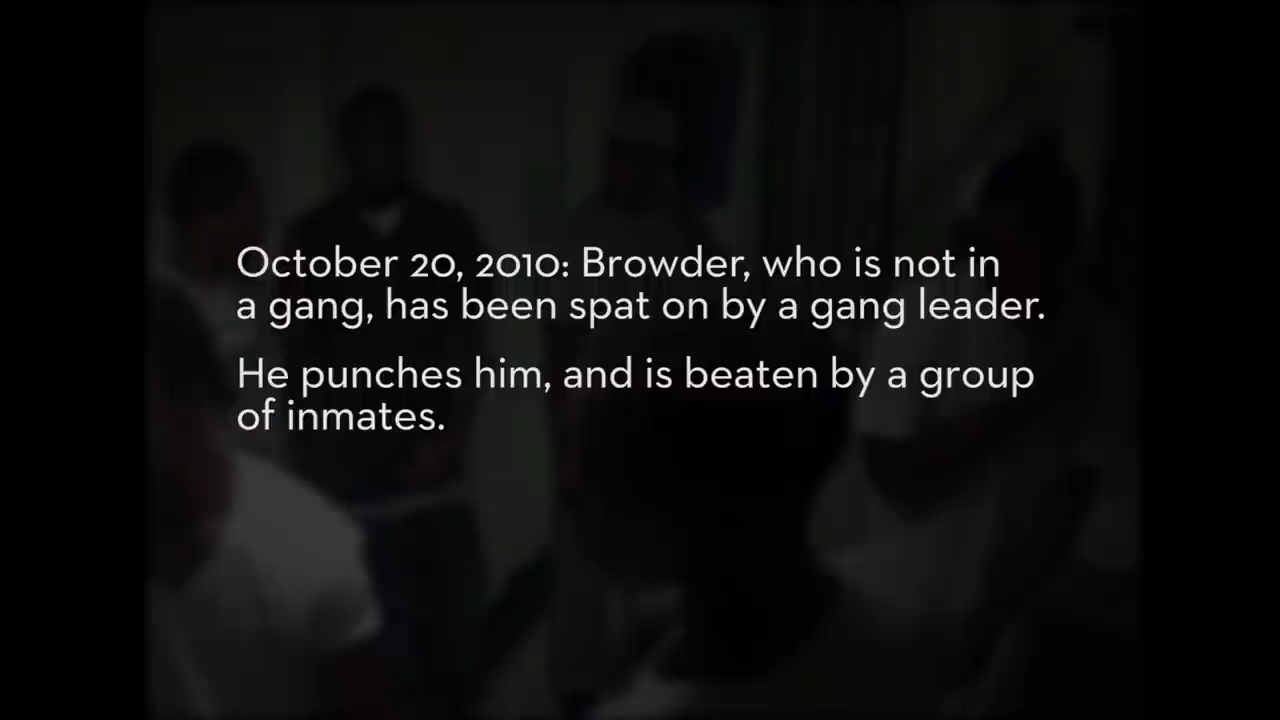 October 20, 2010: Browder, who is not in
a gang, has been spat on by a gang leader.
He punches him, and is beaten by a group
of inmates.